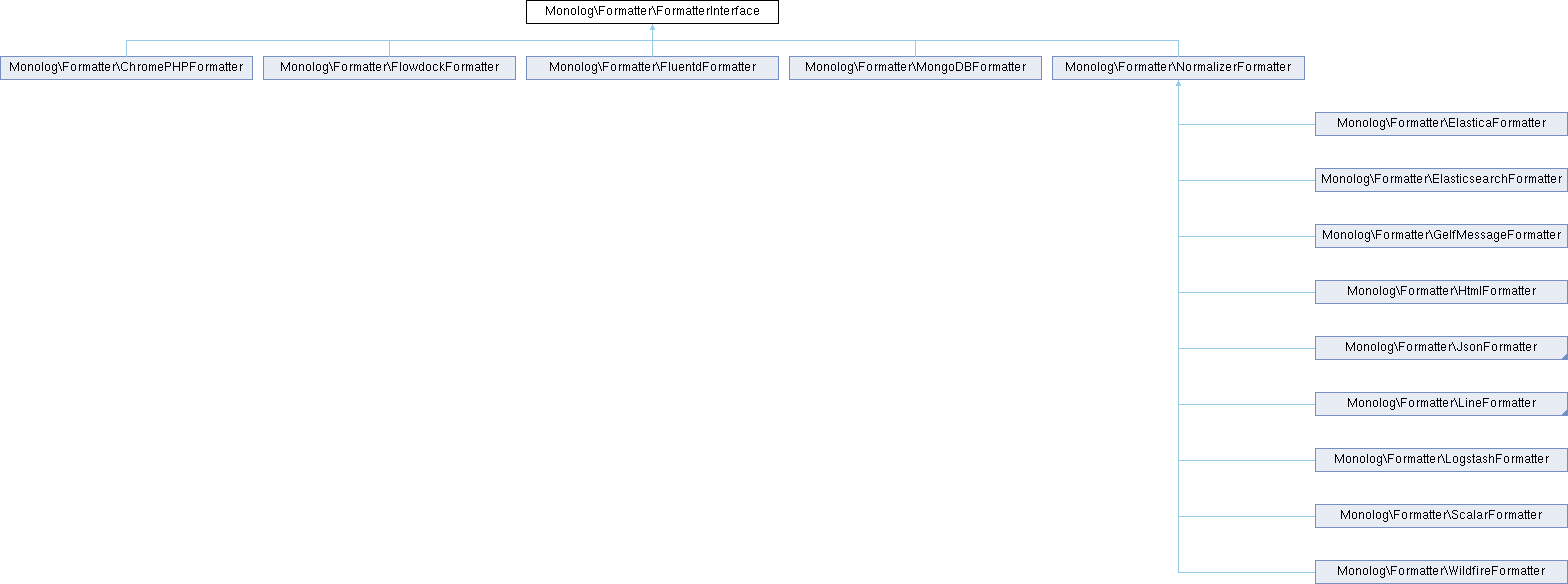 Monolog\Formatter\FormatterInterface
Monolog\Formatter\ChromePHPFormatter
Monolog\Formatter\FlowdockFormatter
Monolog\Formatter\FluentdFormatter
Monolog\Formatter\MongoDBFormatter
Monolog\Formatter\NormalizerFormatter
Monolog\Formatter\ElasticaFormatter
Monolog\Formatter\ElasticsearchFormatter
Monolog\Formatter\GelfMessageFormatter
Monolog\Formatter\HtmlFormatter
Monolog\Formatter\JsonFormatter
Monolog\Formatter\LineFormatter
Monolog\Formatter\LogstashFormatter
Monolog\Formatter\ScalarFormatter
Monolog\Formatter\WildfireFormatter